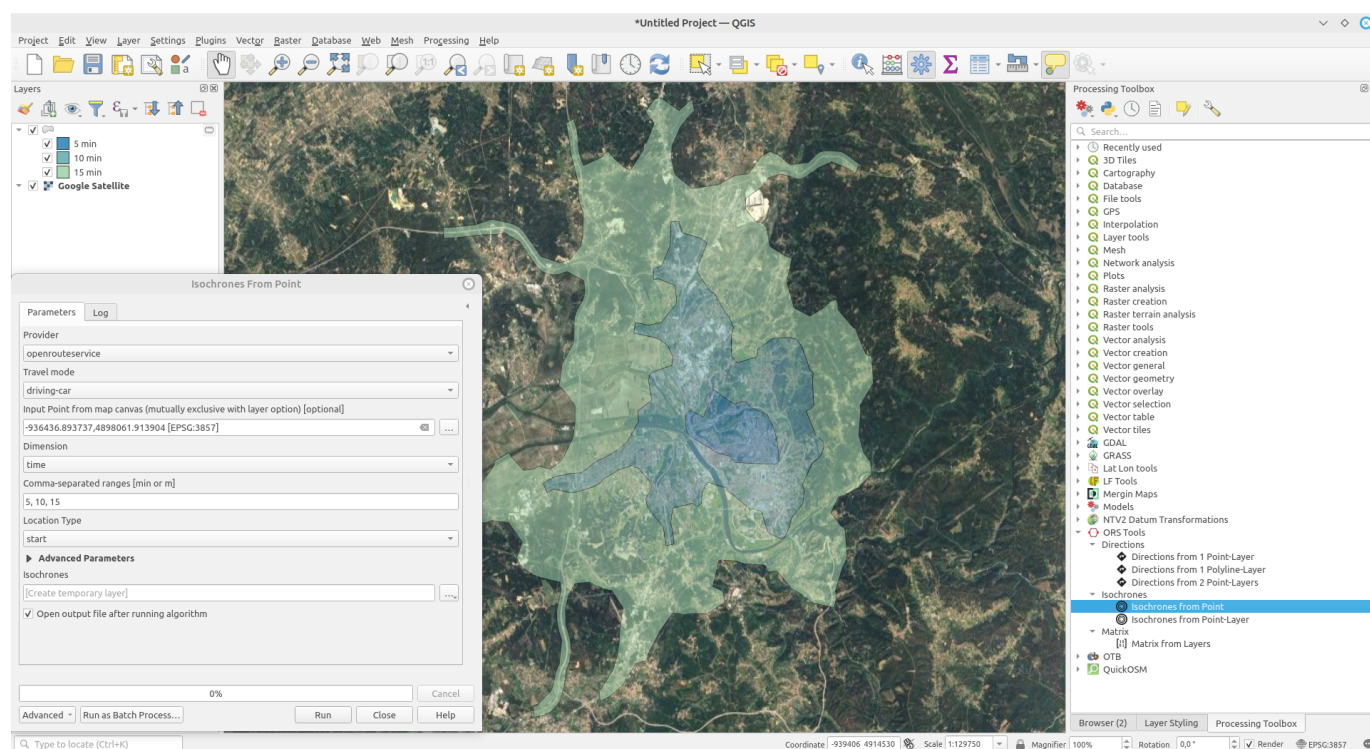 *Untitled Project — QGIS
Project Edit View Layer Settings Plugins Vector Raster Database Web Mesh Processing Help
Layers
5 min
10 min
15 min
Google Satellite
Isochrones From Point
Parameters Log
Provider
openrouteservice
Travel mode
driving-car
Input Point from map canvas (mutually exclusive with layer option) [optional]
-936436.893737,4898061.913904 [EPSG:3857]
Dimension
time
Comma-separated ranges [min or m]
5, 10, 15
Location Type
start
Advanced Parameters
Isochrones
[Create temporary layer]
Open output file after running algorithm
0%
Cancel
Advanced Run as Batch Process... Run Close Help
Processing Toolbox
Search...
Recently used
3D Tiles
Cartography
Database
File tools
GPS
Interpolation
Layer tools
Mesh
Network analysis
Plots
Raster analysis
Raster creation
Raster terrain analysis
Raster tools
Vector analysis
Vector creation
Vector general
Vector geometry
Vector overlay
Vector selection
Vector table
Vector tiles
GDAL
GRASS
Lat Lon tools
LF Tools
Mergin Maps
Models
NTV2 Datum Transformations
ORS Tools
Directions
Directions from 1 Point-Layer
Directions from 1 Polyline-Layer
Directions from 2 Point-Layers
Isochrones
Isochrones from Point
Isochrones from Point-Layer
Matrix
Matrix from Layers
OTB
QuickOSM
Browser (2) Layer Styling Processing Toolbox
Type to locate (Ctrl+K) Coordinate -939406 4914530 Scale 1:129750 Magnifier 100% Rotation 0,0 ° Render EPSG:3857